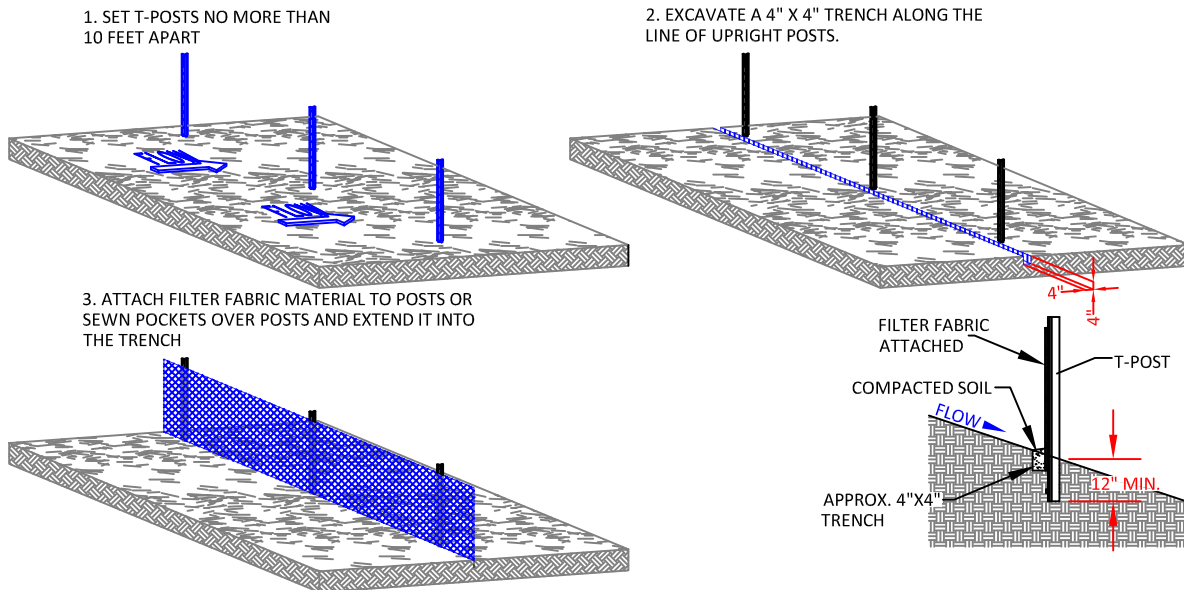 1. SET T-POSTS NO MORE THAN
10 FEET APART
2. EXCAVATE A 4" X 4" TRENCH ALONG THE
LINE OF UPRIGHT POSTS.
4"
4"
3. ATTACH FILTER FABRIC MATERIAL TO POSTS OR
SEWN POCKETS OVER POSTS AND EXTEND IT INTO
THE TRENCH
FILTER FABRIC
ATTACHED
T-POST
COMPACTED SOIL
FLOW
12" MIN.
APPROX. 4"X4"
TRENCH